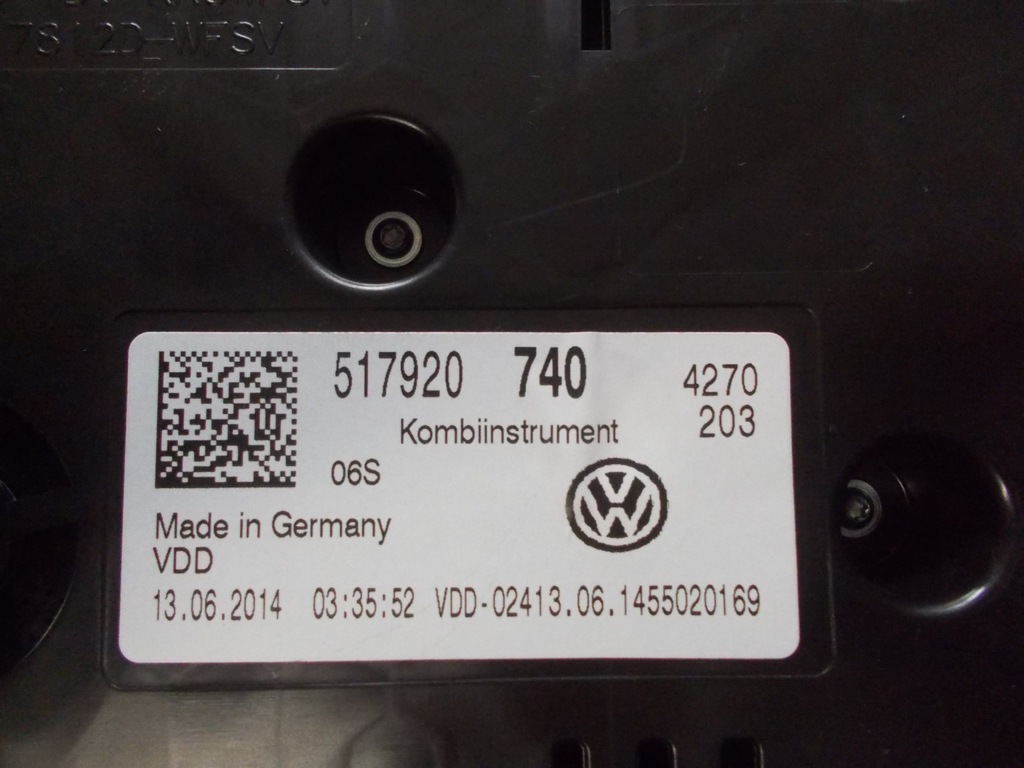 7812D_WFSV
517920 740 4270
203
Kombiinstrument
06S
Made in Germany
VDD
13.06.2014 03:35:52 VDD-02413.06.1455020169